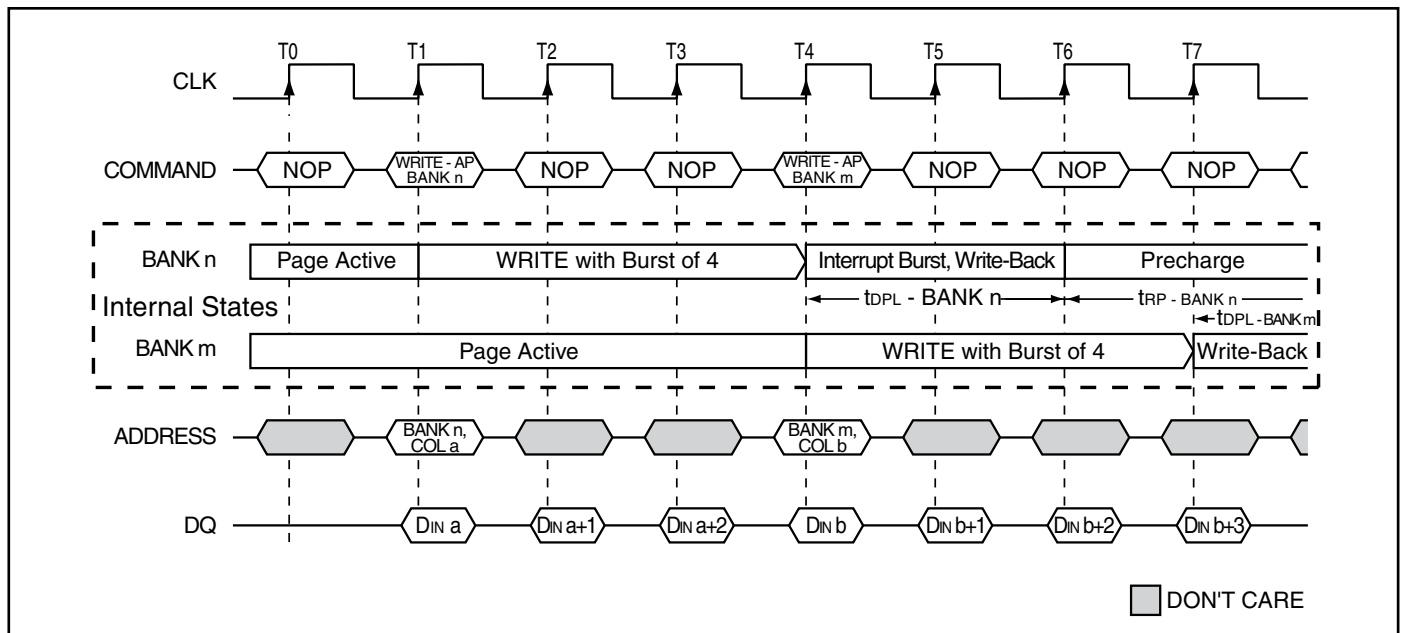 T0 T1 T2 T3 T4 T5 T6 T7
CLK
COMMAND NOP WRITE - AP BANK n NOP NOP WRITE - AP BANK m NOP NOP NOP
BANK n Page Active WRITE with Burst of 4 Interrupt Burst, Write-Back Precharge
Internal States tDPL - BANK n tRP - BANK n
tDPL - BANK m
BANK m Page Active WRITE with Burst of 4 Write-Back
ADDRESS BANK n, COL a BANK m, COL b
DQ DIN a DIN a+1 DIN a+2 DIN b DIN b+1 DIN b+2 DIN b+3
DON'T CARE